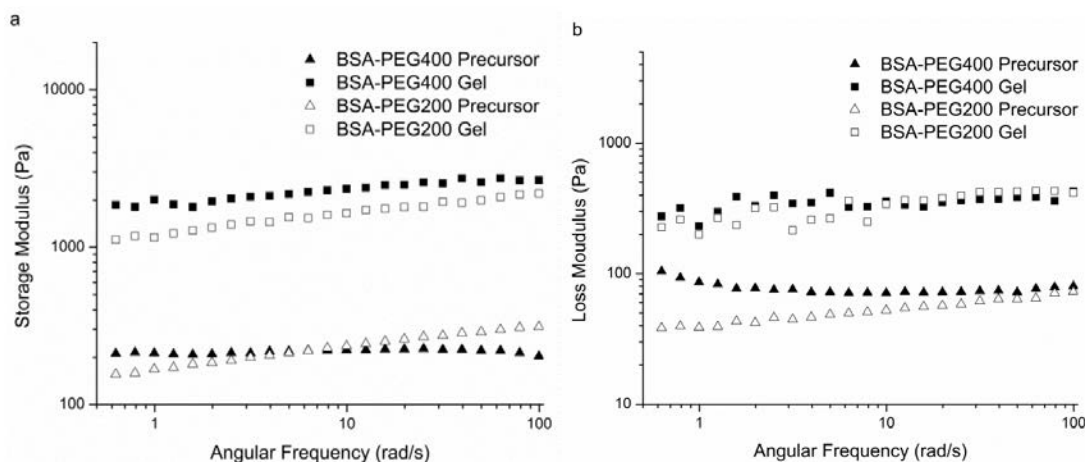 a
BSA-PEG400 Precursor
BSA-PEG400 Gel
BSA-PEG200 Precursor
BSA-PEG200 Gel
10000
1000
100
Storage Modulus (Pa)
1
10
100
Angular Frequency (rad/s)
b
BSA-PEG400 Precursor
BSA-PEG400 Gel
BSA-PEG200 Precursor
BSA-PEG200 Gel
1000
100
10
Loss Moudulus (Pa)
1
10
100
Angular Frequency (rad/s)